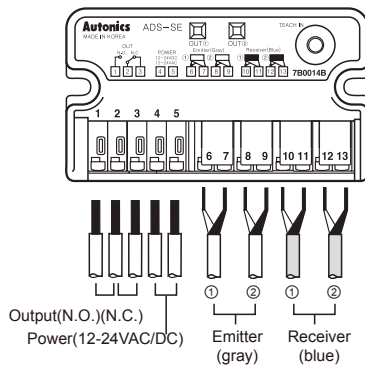 Autonics ADS-SE
MADE IN KOREA
OUT① OUT② TEACH IN
OUT
N.O N.C
POWER
12-24VDC
12-24VAC
Emitter(Gray) Receiver(Blue)
① ② ① ②
1 2 3 4 5 6 7 8 9 10 11 12 13 7B0014B
1 2 3 4 5
6 7 8 9 10 11 12 13
① ② ① ②
Output(N.O.)(N.C.)
Power(12-24VAC/DC)
Emitter Receiver
(gray) (blue)